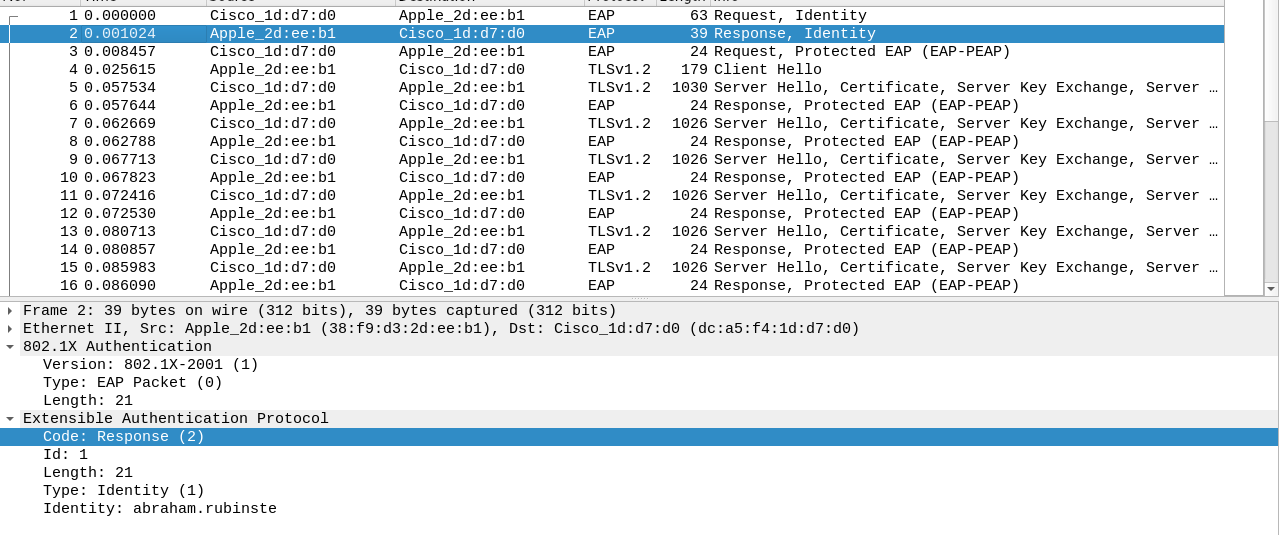 1 0.000000 Cisco_1d:d7:d0 Apple_2d:ee:b1 EAP 63 Request, Identity
2 0.001024 Apple_2d:ee:b1 Cisco_1d:d7:d0 EAP 39 Response, Identity
3 0.008457 Cisco_1d:d7:d0 Apple_2d:ee:b1 EAP 24 Request, Protected EAP (EAP-PEAP)
4 0.025615 Apple_2d:ee:b1 Cisco_1d:d7:d0 TLSv1.2 179 Client Hello
5 0.057534 Cisco_1d:d7:d0 Apple_2d:ee:b1 TLSv1.2 1030 Server Hello, Certificate, Server Key Exchange, Server …
6 0.057644 Apple_2d:ee:b1 Cisco_1d:d7:d0 EAP 24 Response, Protected EAP (EAP-PEAP)
7 0.062669 Cisco_1d:d7:d0 Apple_2d:ee:b1 TLSv1.2 1026 Server Hello, Certificate, Server Key Exchange, Server …
8 0.062788 Apple_2d:ee:b1 Cisco_1d:d7:d0 EAP 24 Response, Protected EAP (EAP-PEAP)
9 0.067713 Cisco_1d:d7:d0 Apple_2d:ee:b1 TLSv1.2 1026 Server Hello, Certificate, Server Key Exchange, Server …
10 0.067823 Apple_2d:ee:b1 Cisco_1d:d7:d0 EAP 24 Response, Protected EAP (EAP-PEAP)
11 0.072416 Cisco_1d:d7:d0 Apple_2d:ee:b1 TLSv1.2 1026 Server Hello, Certificate, Server Key Exchange, Server …
12 0.072530 Apple_2d:ee:b1 Cisco_1d:d7:d0 EAP 24 Response, Protected EAP (EAP-PEAP)
13 0.080713 Cisco_1d:d7:d0 Apple_2d:ee:b1 TLSv1.2 1026 Server Hello, Certificate, Server Key Exchange, Server …
14 0.080857 Apple_2d:ee:b1 Cisco_1d:d7:d0 EAP 24 Response, Protected EAP (EAP-PEAP)
15 0.085983 Cisco_1d:d7:d0 Apple_2d:ee:b1 TLSv1.2 1026 Server Hello, Certificate, Server Key Exchange, Server …
16 0.086090 Apple_2d:ee:b1 Cisco_1d:d7:d0 EAP 24 Response, Protected EAP (EAP-PEAP)
Frame 2: 39 bytes on wire (312 bits), 39 bytes captured (312 bits)
Ethernet II, Src: Apple_2d:ee:b1 (38:f9:d3:2d:ee:b1), Dst: Cisco_1d:d7:d0 (dc:a5:f4:1d:d7:d0)
802.1X Authentication
Version: 802.1X-2001 (1)
Type: EAP Packet (0)
Length: 21
Extensible Authentication Protocol
Code: Response (2)
Id: 1
Length: 21
Type: Identity (1)
Identity: abraham.rubinste